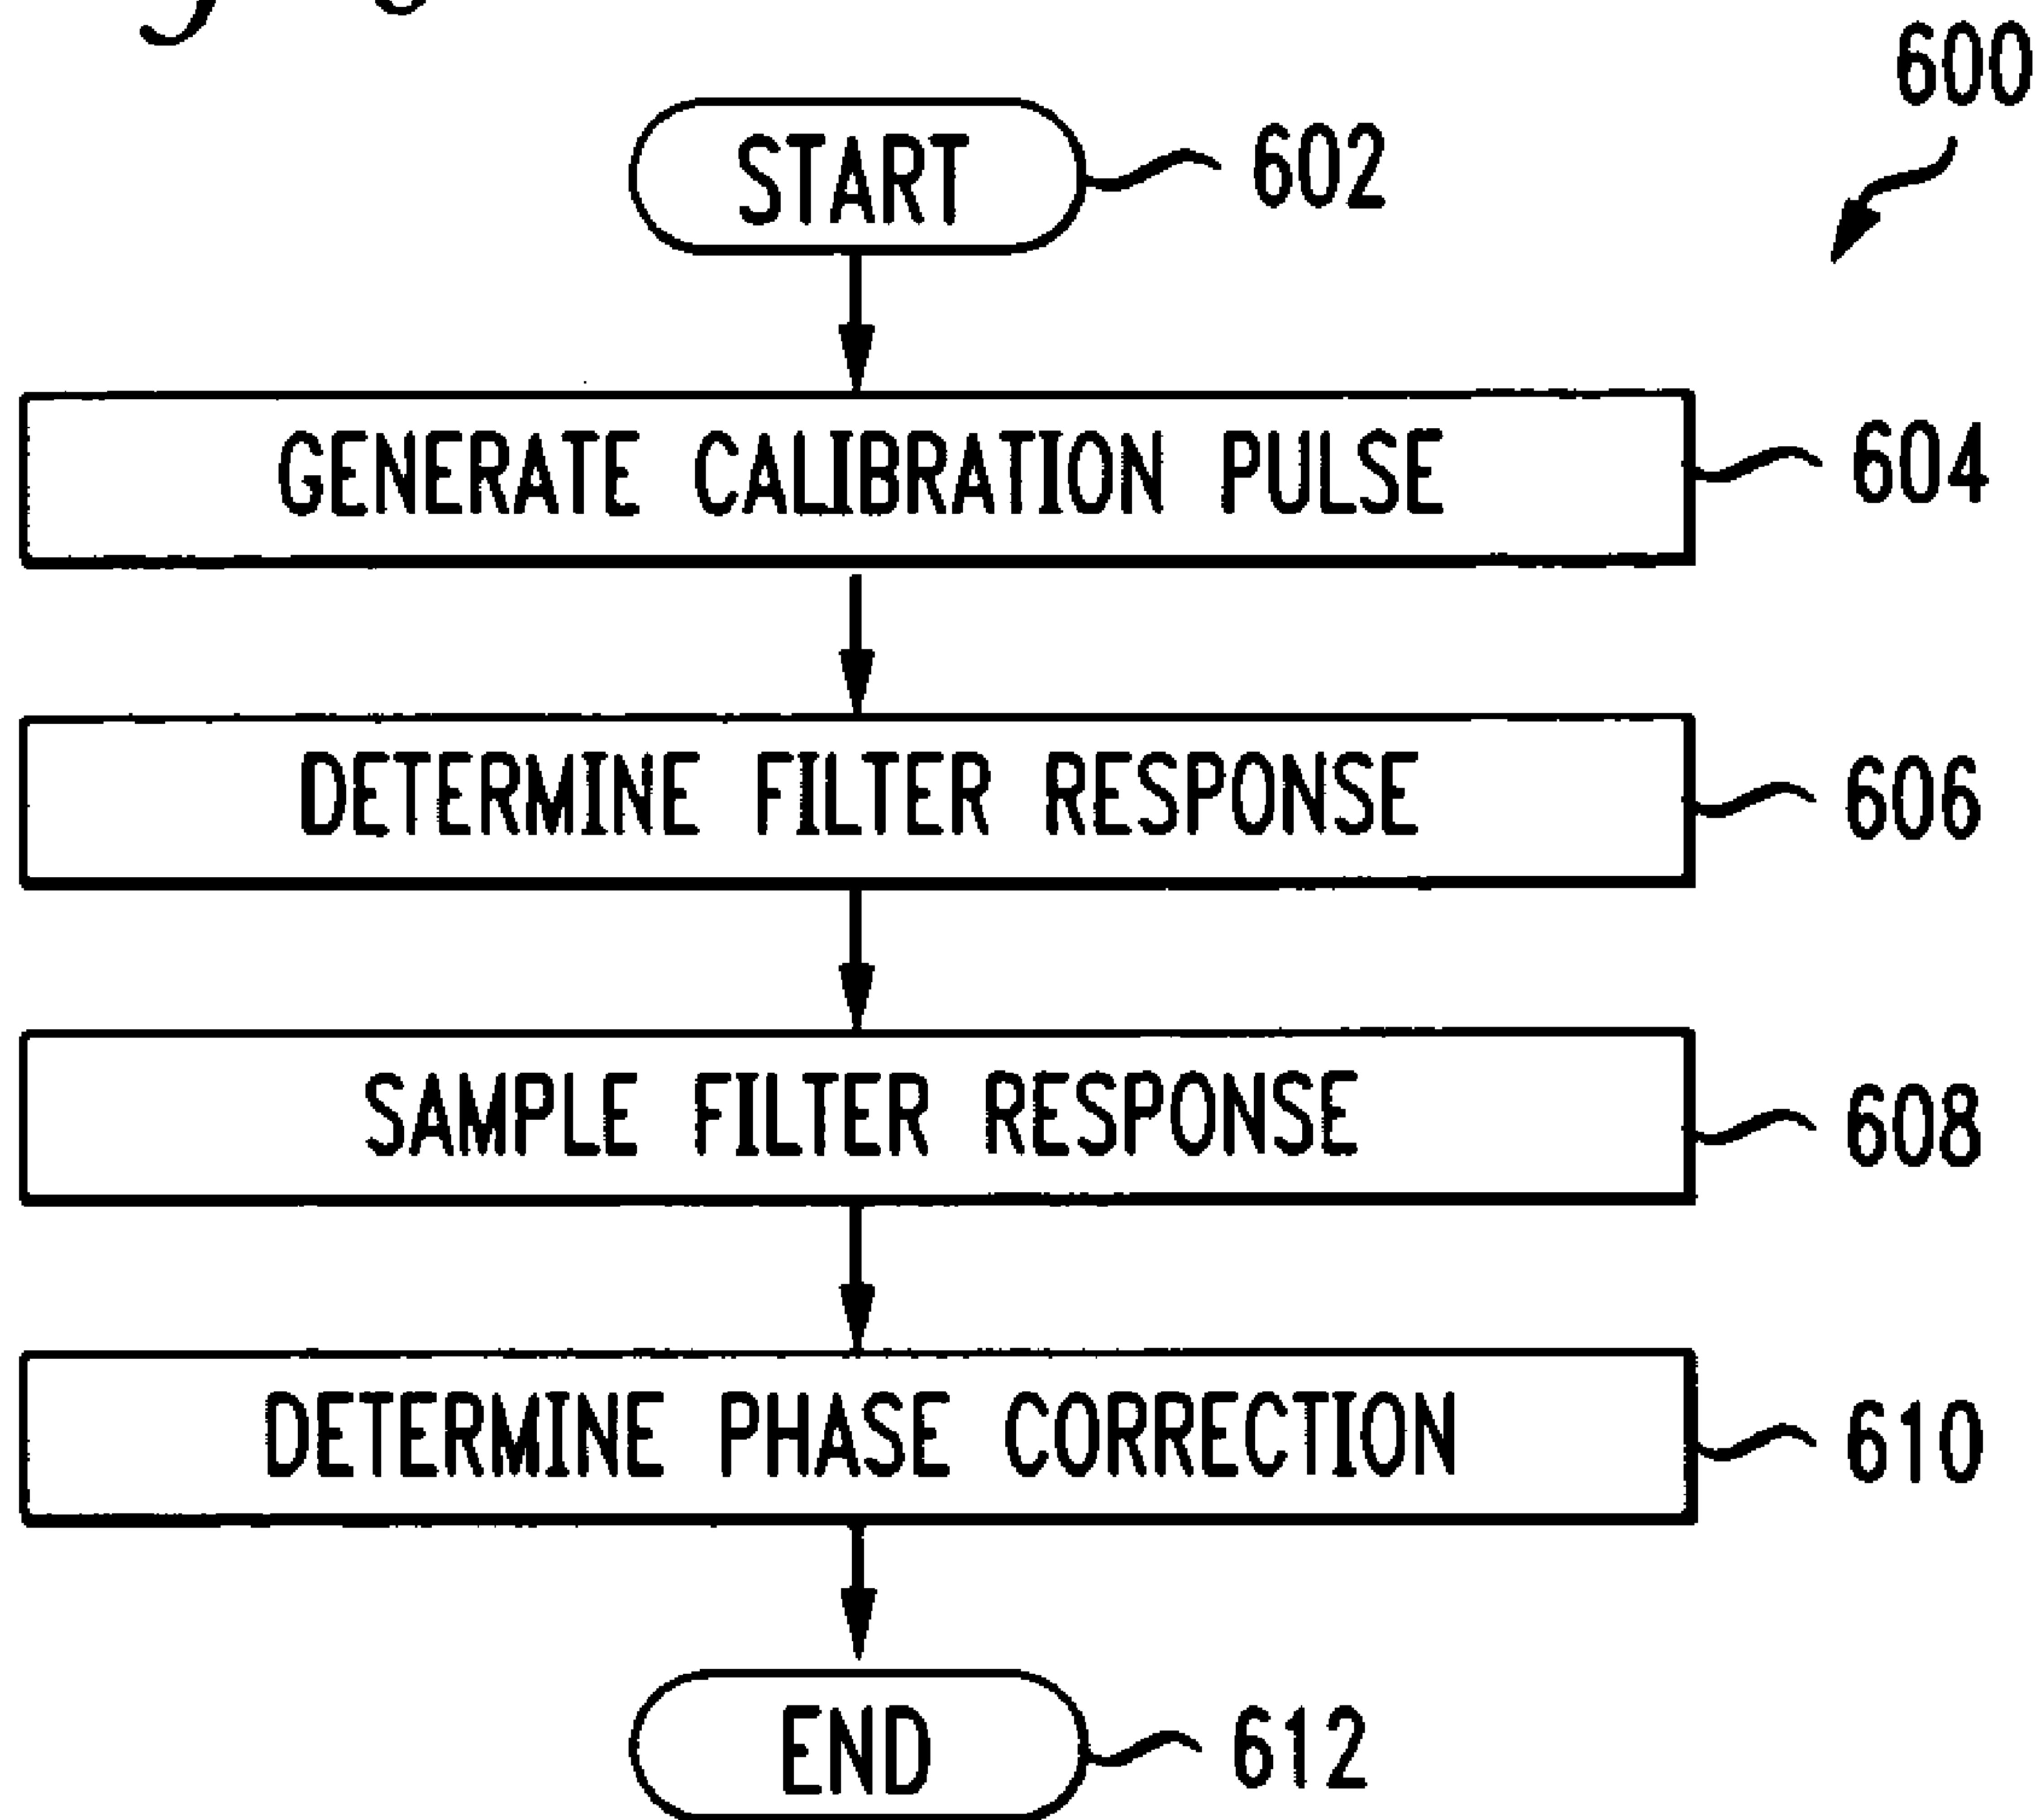 600
START 602
GENERATE CALIBRATION PULSE 604
DETERMINE FILTER RESPONSE 606
SAMPLE FILTER RESPONSE 608
DETERMINE PHASE CORRECTION 610
END 612